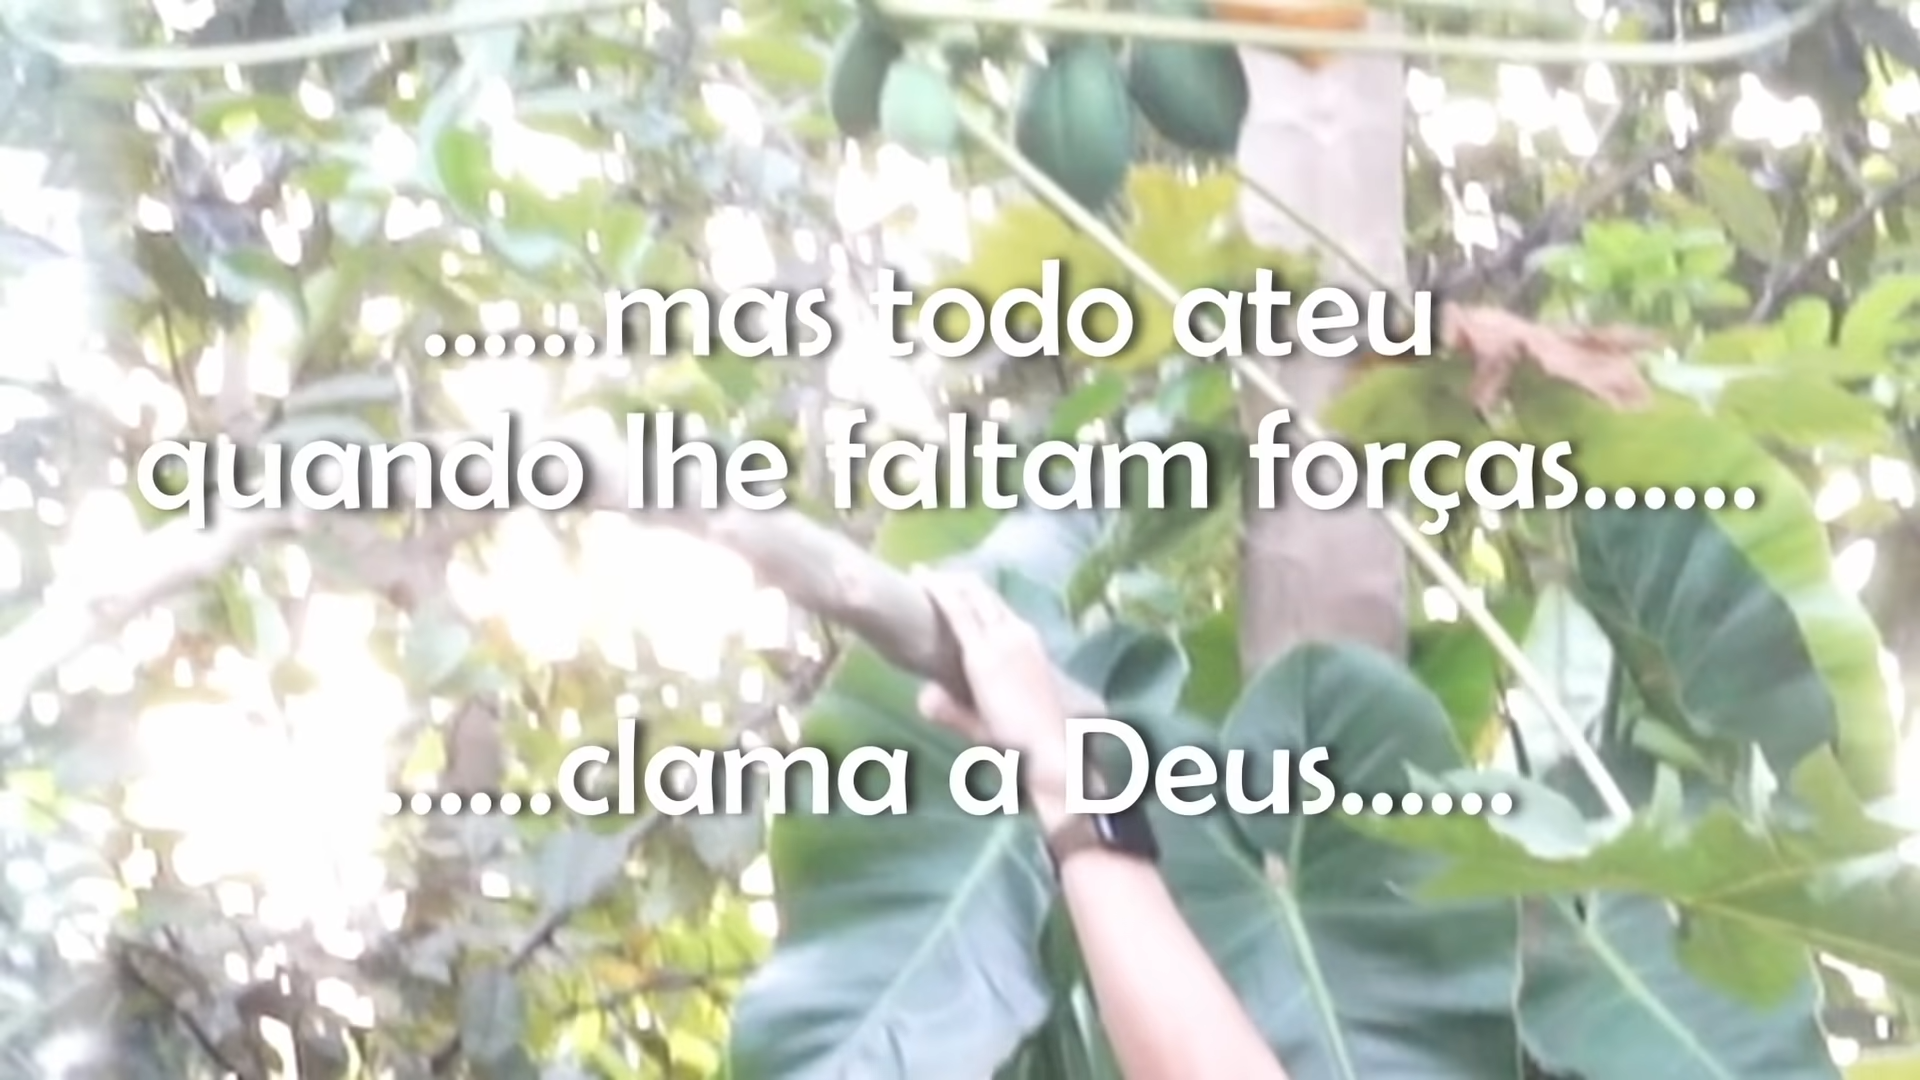 ......mas todo ateu
quando lhe faltam forças......
......clama a Deus......